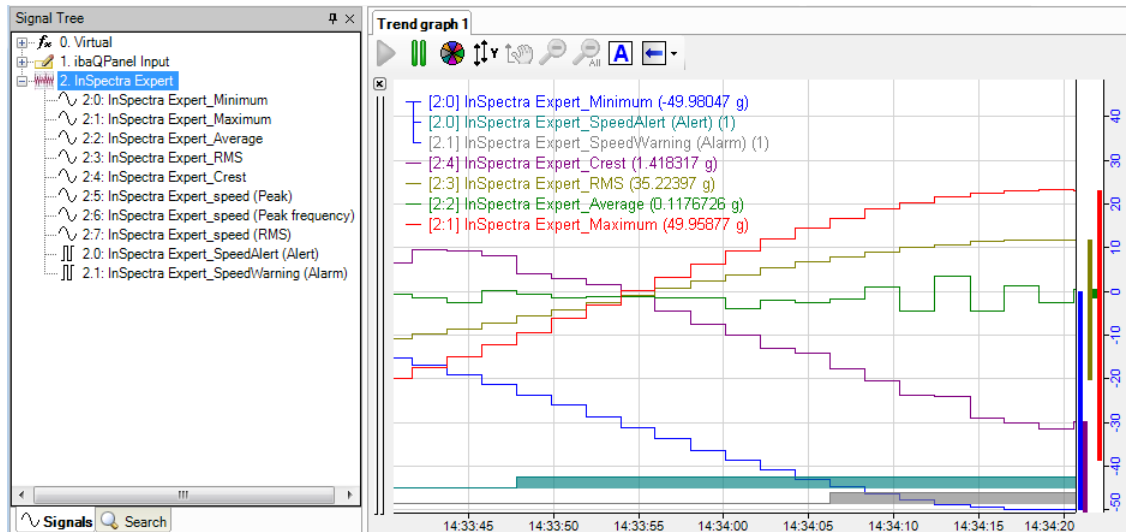 Signal Tree
0. Virtual
1. ibaQPanel Input
2. InSpectra Expert
2:0: InSpectra Expert_Minimum
2:1: InSpectra Expert_Maximum
2:2: InSpectra Expert_Average
2:3: InSpectra Expert_RMS
2:4: InSpectra Expert_Crest
2:5: InSpectra Expert_speed (Peak)
2:6: InSpectra Expert_speed (Peak frequency)
2:7: InSpectra Expert_speed (RMS)
2.0: InSpectra Expert_SpeedAlert (Alert)
2.1: InSpectra Expert_SpeedWarning (Alarm)
Signals Search
Trend graph 1
Y All A
[2:0] InSpectra Expert_Minimum (-49.98047 g)
[2.0] InSpectra Expert_SpeedAlert (Alert) (1)
[2.1] InSpectra Expert_SpeedWarning (Alarm) (1)
[2:4] InSpectra Expert_Crest (1.418317 g)
[2:3] InSpectra Expert_RMS (35.22397 g)
[2:2] InSpectra Expert_Average (0.1176726 g)
[2:1] InSpectra Expert_Maximum (49.95877 g)
40
30
20
10
0
-10
-20
-30
-40
-50
14:33:45 14:33:50 14:33:55 14:34:00 14:34:05 14:34:10 14:34:15 14:34:20